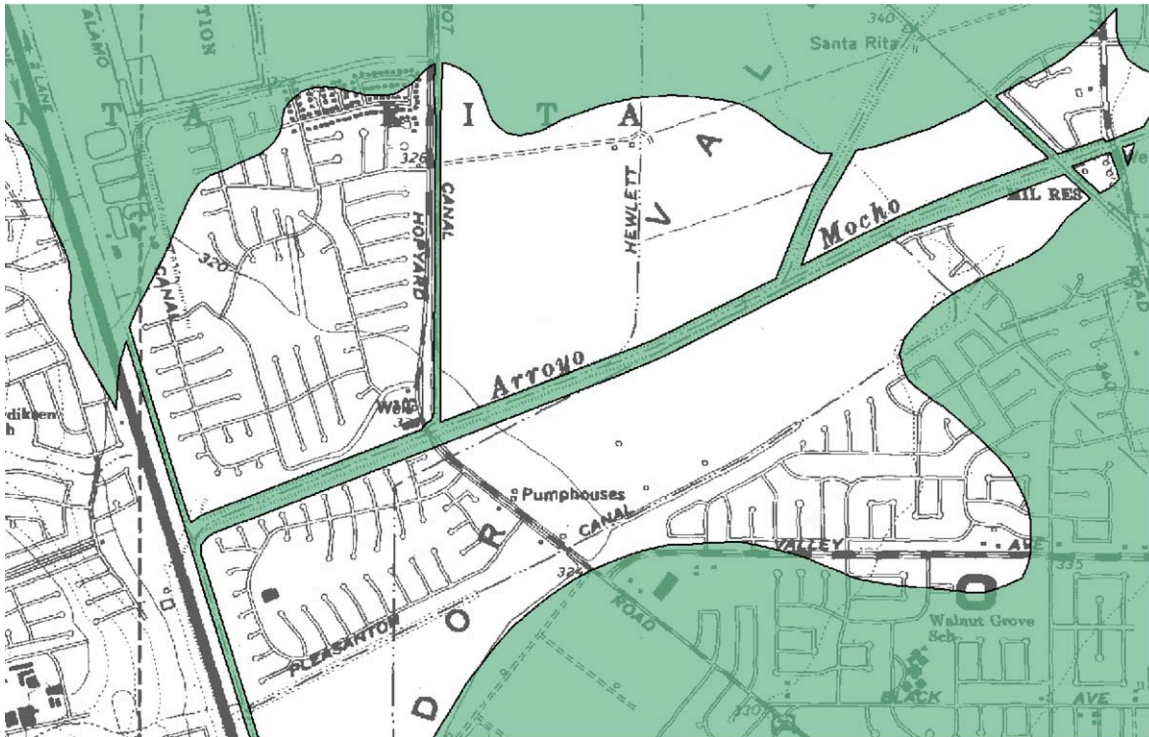 ALAMO
TION
340
Santa Rita
N T A R I T A
V A L
328
CANAL
HOPYARD
HEWLETT
320
CANAL
Mocho
MIL RES
ROAD
Arroyo
340
Well
Pumphouses
CANAL
VALLEY AVE
324
335
R O D O
ROAD
PLEASANTON
Walnut Grove
Sch
BLACK AVE
330